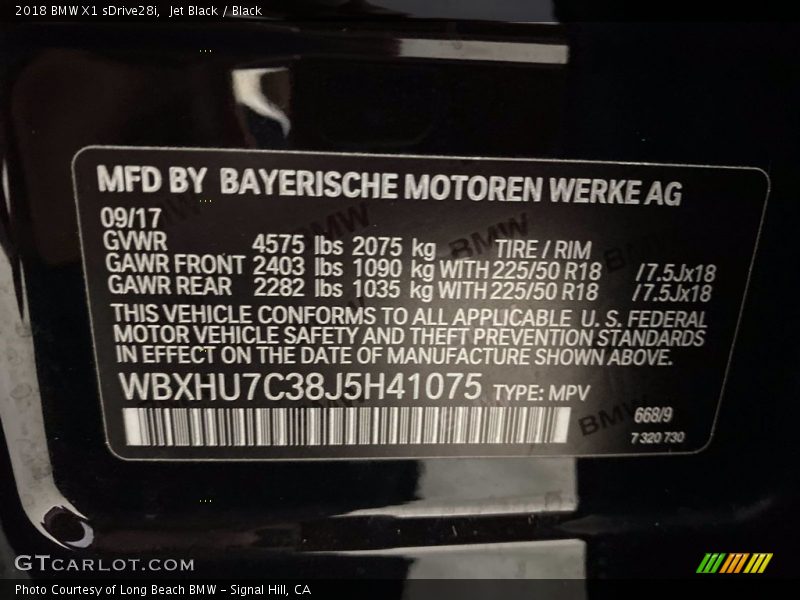 2018 BMW X1 sDrive28i, Jet Black / Black
MFD BY BAYERISCHE MOTOREN WERKE AG
09/17
GVWR 4575 lbs 2075 kg TIRE / RIM
GAWR FRONT 2403 lbs 1090 kg WITH 225/50 R18 /7.5Jx18
GAWR REAR 2282 lbs 1035 kg WITH 225/50 R18 /7.5Jx18
THIS VEHICLE CONFORMS TO ALL APPLICABLE U. S. FEDERAL
MOTOR VEHICLE SAFETY AND THEFT PREVENTION STANDARDS
IN EFFECT ON THE DATE OF MANUFACTURE SHOWN ABOVE.
WBXHU7C38J5H41075 TYPE: MPV
668/9
7 320 730
BMW
BMW
BMW
GTCARLOT.COM
Photo Courtesy of Long Beach BMW - Signal Hill, CA